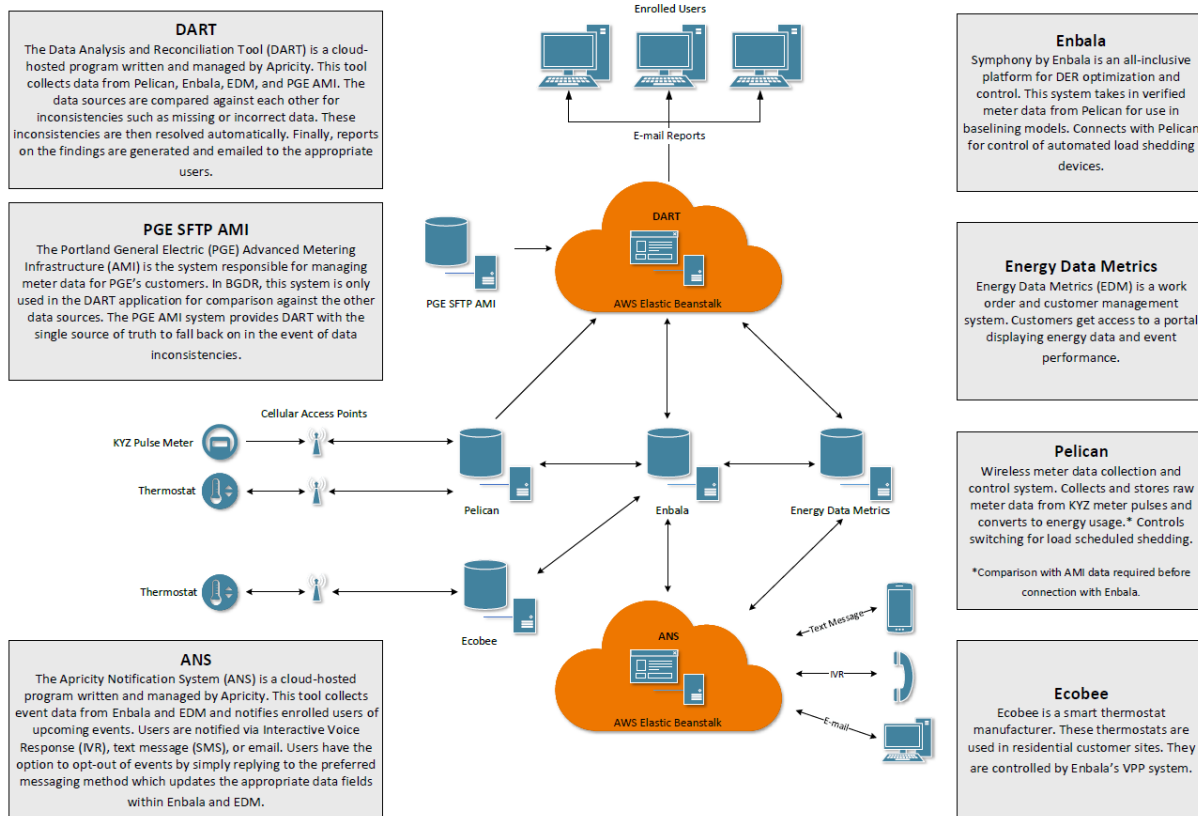 DART
The Data Analysis and Reconciliation Tool (DART) is a cloud-
hosted program written and managed by Apricity. This tool
collects data from Pelican, Enbala, EDM, and PGE AMI. The
data sources are compared against each other for
inconsistencies such as missing or incorrect data. These
inconsistencies are then resolved automatically. Finally, reports
on the findings are generated and emailed to the appropriate
users.
PGE SFTP AMI
The Portland General Electric (PGE) Advanced Metering
Infrastructure (AMI) is the system responsible for managing
meter data for PGE's customers. In BGDR, this system is only
used in the DART application for comparison against the other
data sources. The PGE AMI system provides DART with the
single source of truth to fall back on in the event of data
inconsistencies.
Enrolled Users
E-mail Reports
DART
AWS Elastic Beanstalk
PGE SFTP AMI
Cellular Access Points
KYZ Pulse Meter
Thermostat
Pelican
Enbala
Energy Data Metrics
Thermostat
Ecobee
ANS
AWS Elastic Beanstalk
Text Message
IVR
E-mail
ANS
The Apricity Notification System (ANS) is a cloud-hosted
program written and managed by Apricity. This tool collects
event data from Enbala and EDM and notifies enrolled users of
upcoming events. Users are notified via Interactive Voice
Response (IVR), text message (SMS), or email. Users have the
option to opt-out of events by simply replying to the preferred
messaging method which updates the appropriate data fields
within Enbala and EDM.
Enbala
Symphony by Enbala is an all-inclusive
platform for DER optimization and
control. This system takes in verified
meter data from Pelican for use in
baselining models. Connects with Pelican
for control of automated load shedding
devices.
Energy Data Metrics
Energy Data Metrics (EDM) is a work
order and customer management
system. Customers get access to a portal
displaying energy data and event
performance.
Pelican
Wireless meter data collection and
control system. Collects and stores raw
meter data from KYZ meter pulses and
converts to energy usage.* Controls
switching for load scheduled shedding.
*Comparison with AMI data required before
connection with Enbala.
Ecobee
Ecobee is a smart thermostat
manufacturer. These thermostats are
used in residential customer sites. They
are controlled by Enbala's VPP system.